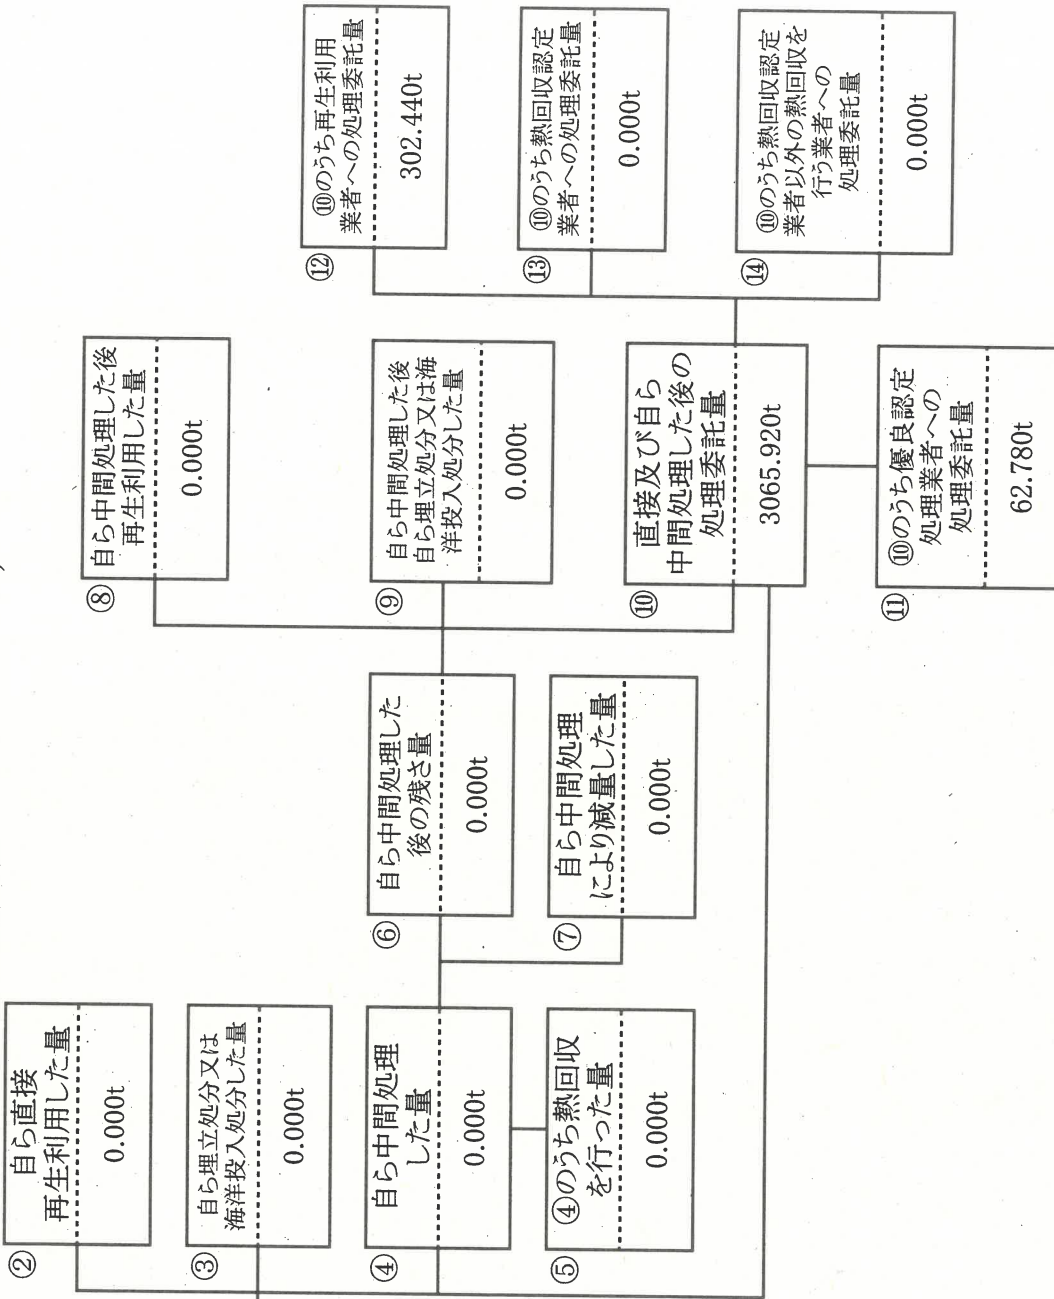 ②
自ら直接
再生利用した量
0.000t
③
自ら埋立処分又は
海洋投入処分した量
0.000t
④
自ら中間処理
した量
0.000t
⑤
④のうち熱回収
を行った量
0.000t
⑥
自ら中間処理した
後の残さ量
0.000t
⑦
自ら中間処理
により減量した量
0.000t
⑧
自ら中間処理した後
再生利用した量
0.000t
⑨
自ら中間処理した後
自ら埋立処分又は海
洋投入処分した量
0.000t
⑩
直接及び自ら
中間処理した後の
処理委託量
3065.920t
⑪
⑩のうち優良認定
処理業者への
処理委託量
62.780t
⑫
⑩のうち再生利用
業者への処理委託量
302.440t
⑬
⑩のうち熱回収認定
業者への処理委託量
0.000t
⑭
⑩のうち熱回収認定
業者以外の熱回収を
行う業者への
処理委託量
0.000t